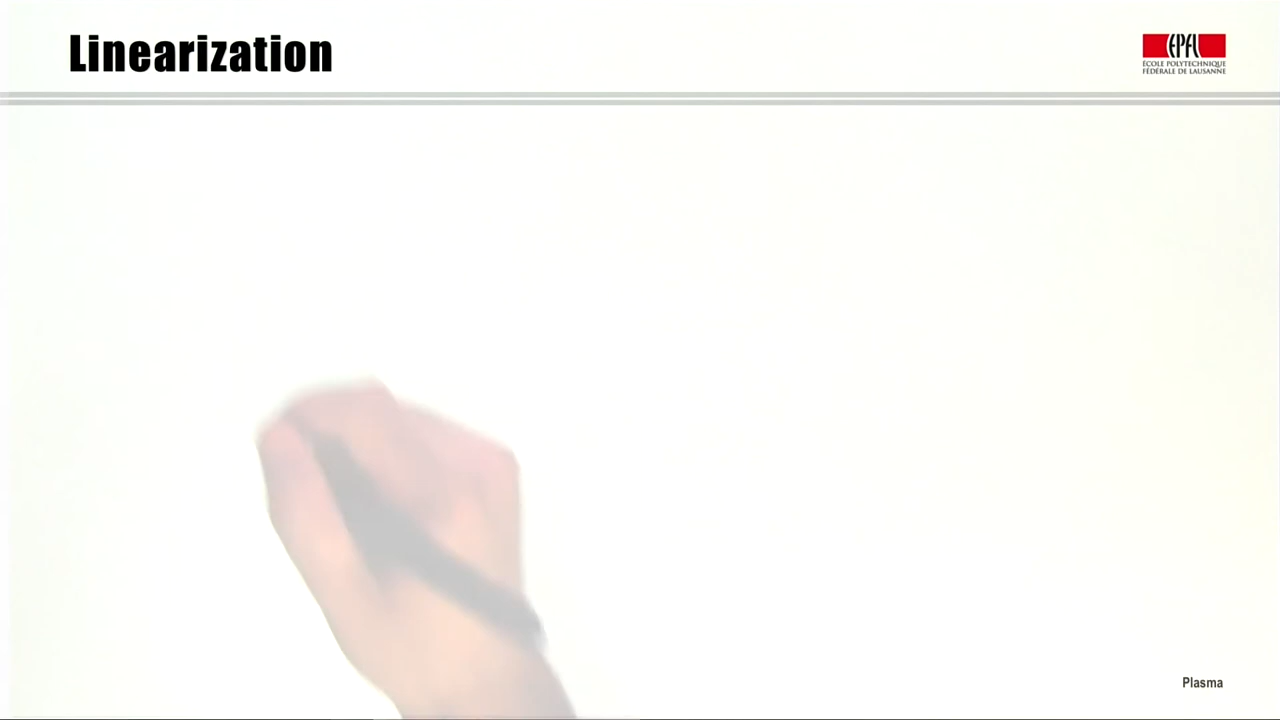 Linearization
EPFL
ÉCOLE POLYTECHNIQUE
FÉDÉRALE DE LAUSANNE
Plasma